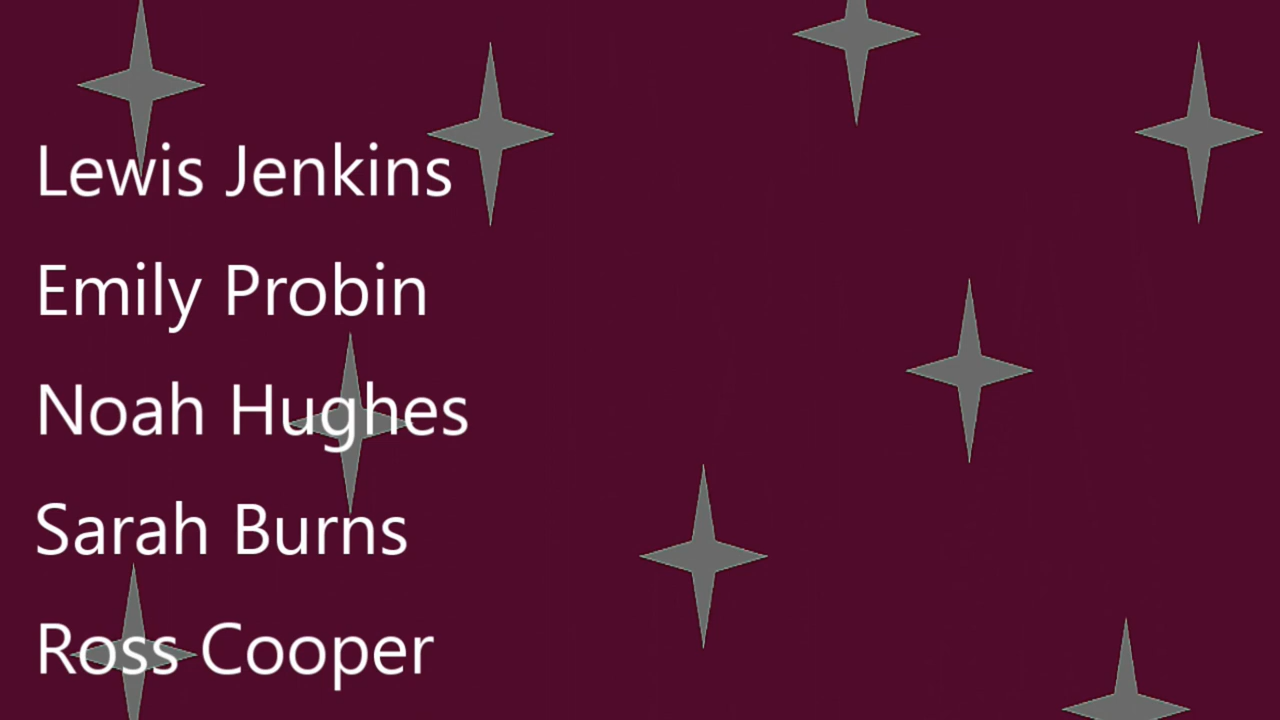 Lewis Jenkins
Emily Probin
Noah Hughes
Sarah Burns
Ross Cooper